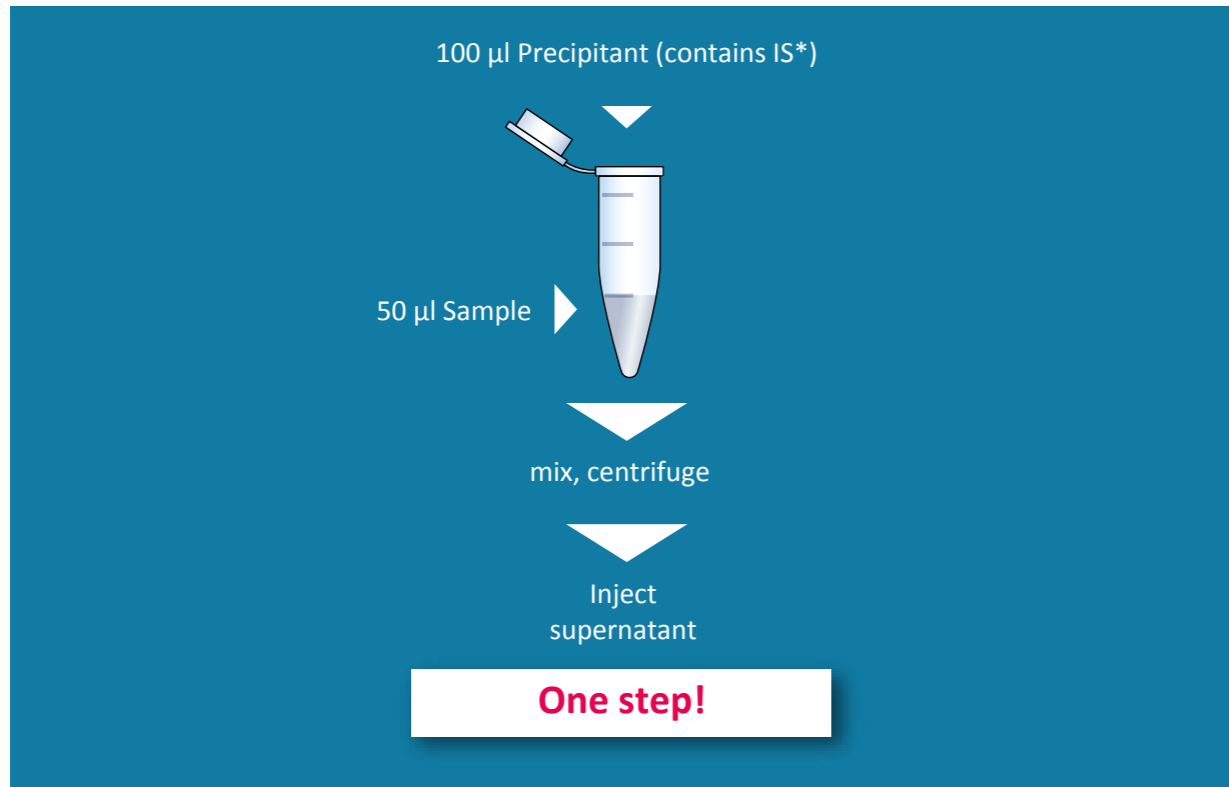 100 µl Precipitant (contains IS*)
50 µl Sample
mix, centrifuge
Inject
supernatant
One step!